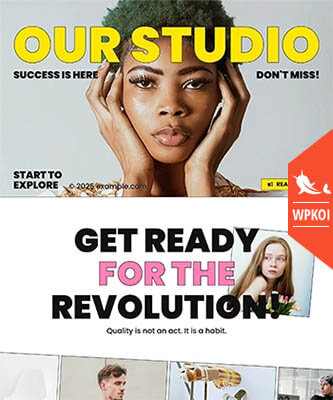 OUR STUDIO
SUCCESS IS HERE
DON'T MISS!
START TO
EXPLORE
© 2025 example.com
REA
WPKOI
GET READY
FOR THE
REVOLUTION!
Quality is not an act. It is a habit.